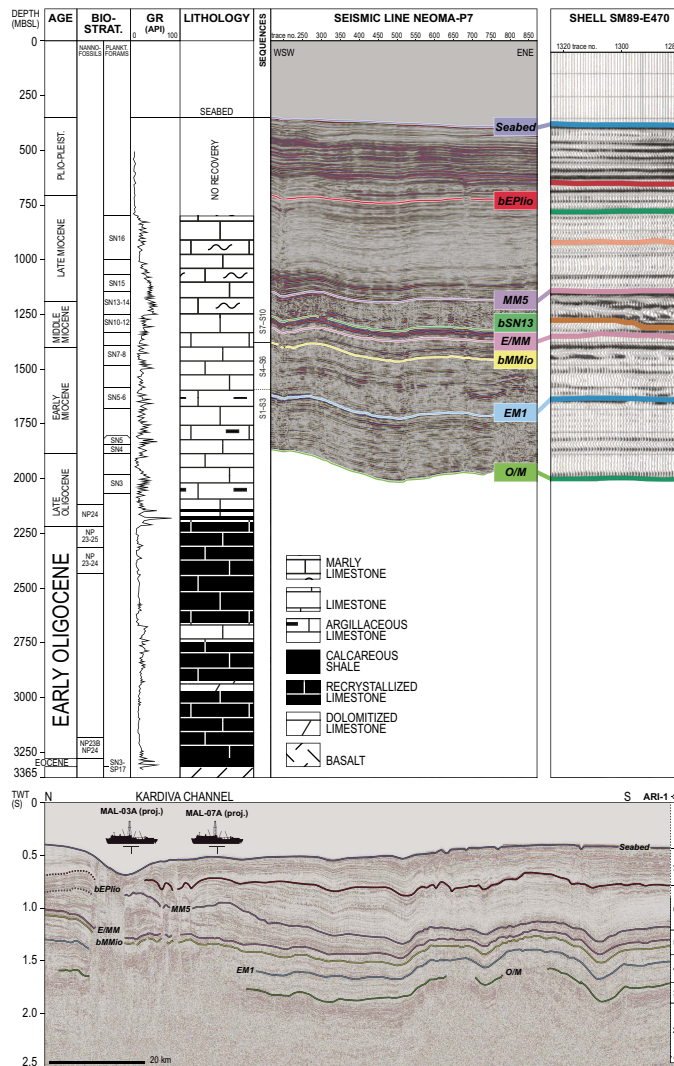 DEPTH
(MBSL)
AGE
BIO-
STRAT.
GR
(API)
LITHOLOGY
SEQUENCES
SEISMIC LINE NEOMA-P7
SHELL SM89-E470
NANNO-
FOSSILS
PLANKT.
FORAMS
0 100
WSW
ENE
trace no. 250 300 350 400 450 500 550 600 650 700 750 850
1320 trace no. 1300 128
0
250
500
750
1000
1250
1500
1750
2000
2250
2500
2750
3000
3250
3365
PLIO-PLEIST.
LATE MIOCENE
MIDDLE
MIOCENE
EARLY
MIOCENE
LATE
OLIGOCENE
EARLY OLIGOCENE
EOCENE
NP24
NP
23-25
NP
23-24
NP23B
NP24
SN16
SN15
SN13-14
SN10-12
SN7-8
SN5-6
SN5
SN4
SN3
SN3-
SP17
SEABED
NO RECOVERY
S7-S10
S4-S6
S1-S3
Seabed
bEPlio
MM5
bSN13
E/MM
bMMio
EM1
O/M
MARLY
LIMESTONE
LIMESTONE
ARGILLACEOUS
LIMESTONE
CALCAREOUS
SHALE
RECRYSTALLIZED
LIMESTONE
DOLOMITIZED
LIMESTONE
BASALT
TWT
(S)
N
KARDIVA CHANNEL
S
ARI-1
MAL-03A (proj.)
MAL-07A (proj.)
0
0.5
1.0
1.5
2.0
2.5
Seabed
bEPlio
MM5
E/MM
bMMio
EM1
O/M
20 km